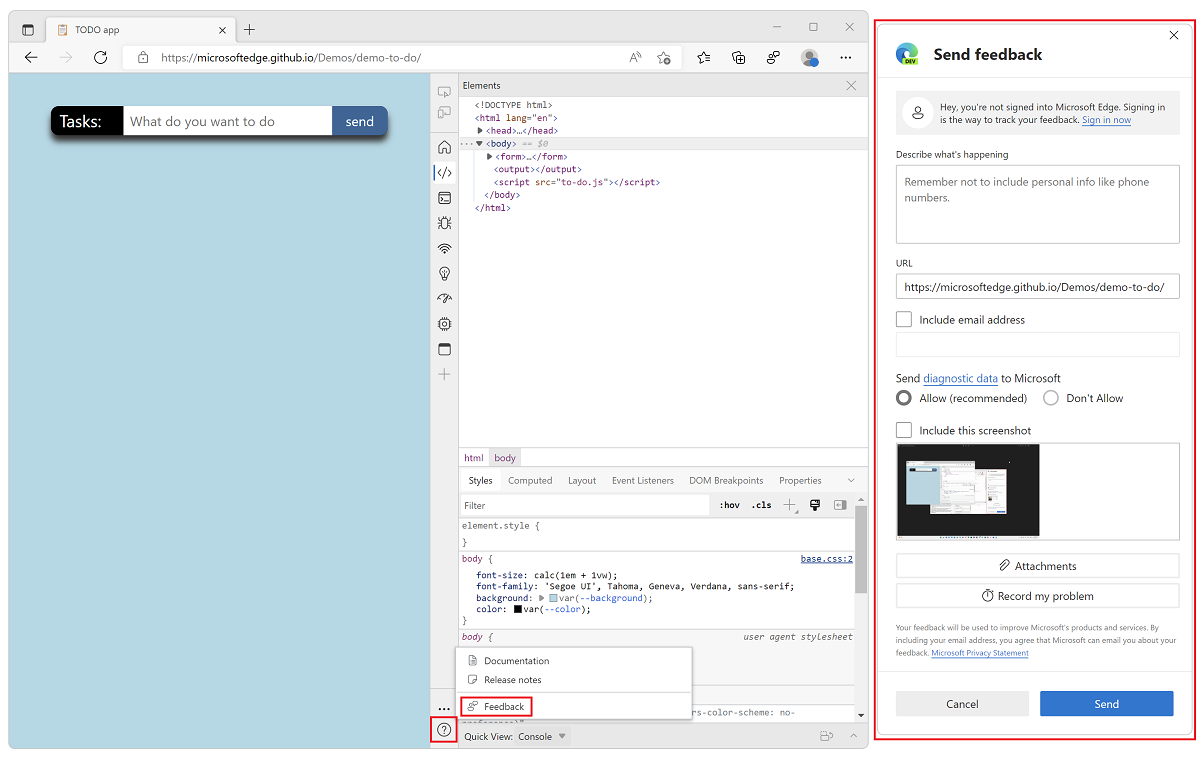 TODO app
https://microsoftedge.github.io/Demos/demo-to-do/
Tasks: What do you want to do send
Elements
<!DOCTYPE html>
<html lang="en">
<head>…</head>
··· <body> == $0
<form>…</form>
<output></output>
<script src="to-do.js"></script>
</body>
</html>
html body
Styles Computed Layout Event Listeners DOM Breakpoints Properties
Filter :hov .cls
element.style {
}
body { base.css:2
font-size: calc(1em + 1vw);
font-family: 'Segoe UI', Tahoma, Geneva, Verdana, sans-serif;
background: var(--background);
color: var(--color);
}
body { user agent stylesheet
Documentation
Release notes
Feedback
rs-color-scheme: no-
Quick View: Console
DEV
Send feedback
Hey, you're not signed into Microsoft Edge. Signing in
is the way to track your feedback. Sign in now
Describe what's happening
Remember not to include personal info like phone
numbers.
URL
https://microsoftedge.github.io/Demos/demo-to-do/
Include email address
Send diagnostic data to Microsoft
Allow (recommended) Don't Allow
Include this screenshot
Attachments
Record my problem
Your feedback will be used to improve Microsoft's products and services. By
including your email address, you agree that Microsoft can email you about your
feedback. Microsoft Privacy Statement
Cancel Send